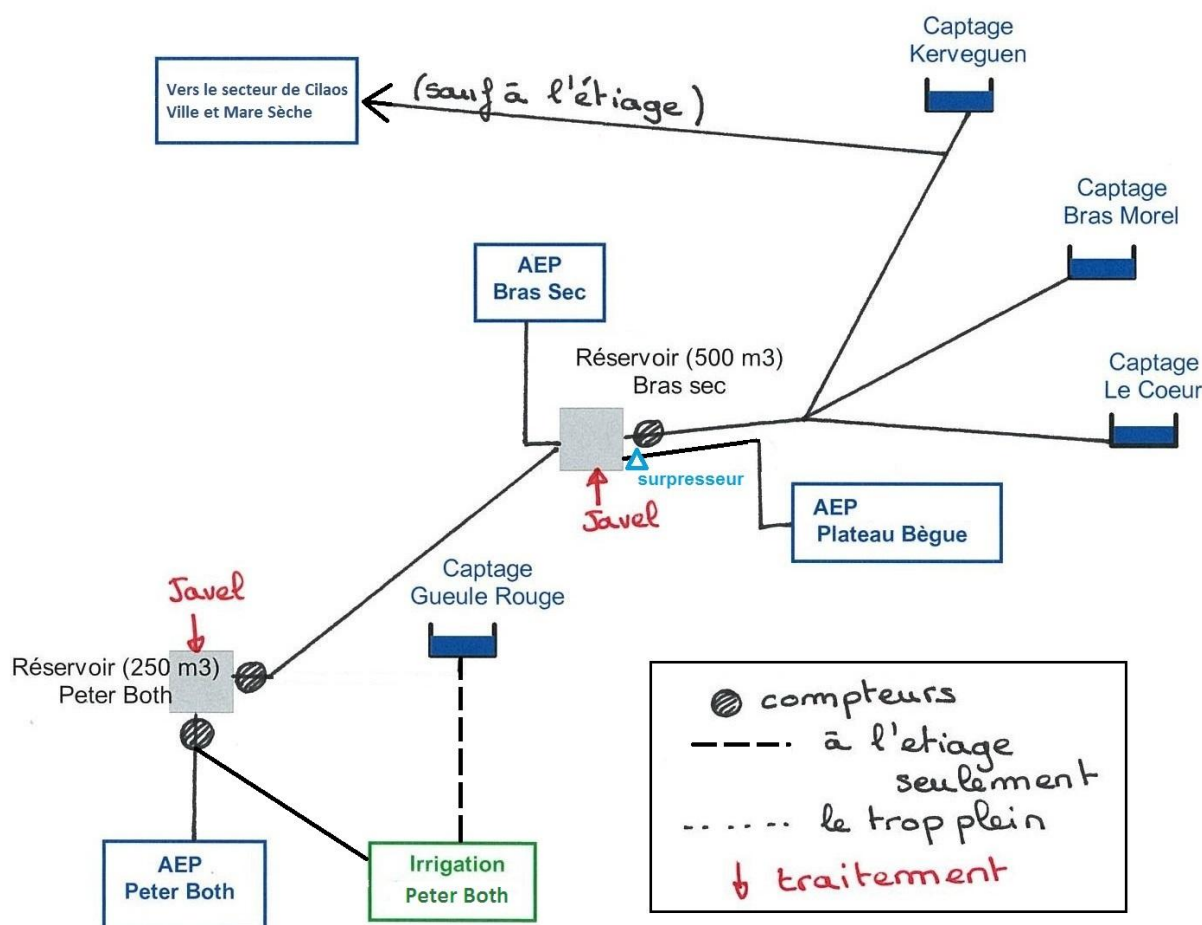 Captage
Kerveguen
Vers le secteur de Cilaos
Ville et Mare Sèche
(sauf à l'étiage)
Captage
Bras Morel
AEP
Bras Sec
Réservoir (500 m3)
Bras sec
Captage
Le Coeur
surpresseur
Javel
AEP
Plateau Bègue
Captage
Gueule Rouge
Javel
Réservoir (250 m3)
Peter Both
compteurs
à l'etiage
seulement
le trop plein
traitement
AEP
Peter Both
Irrigation
Peter Both